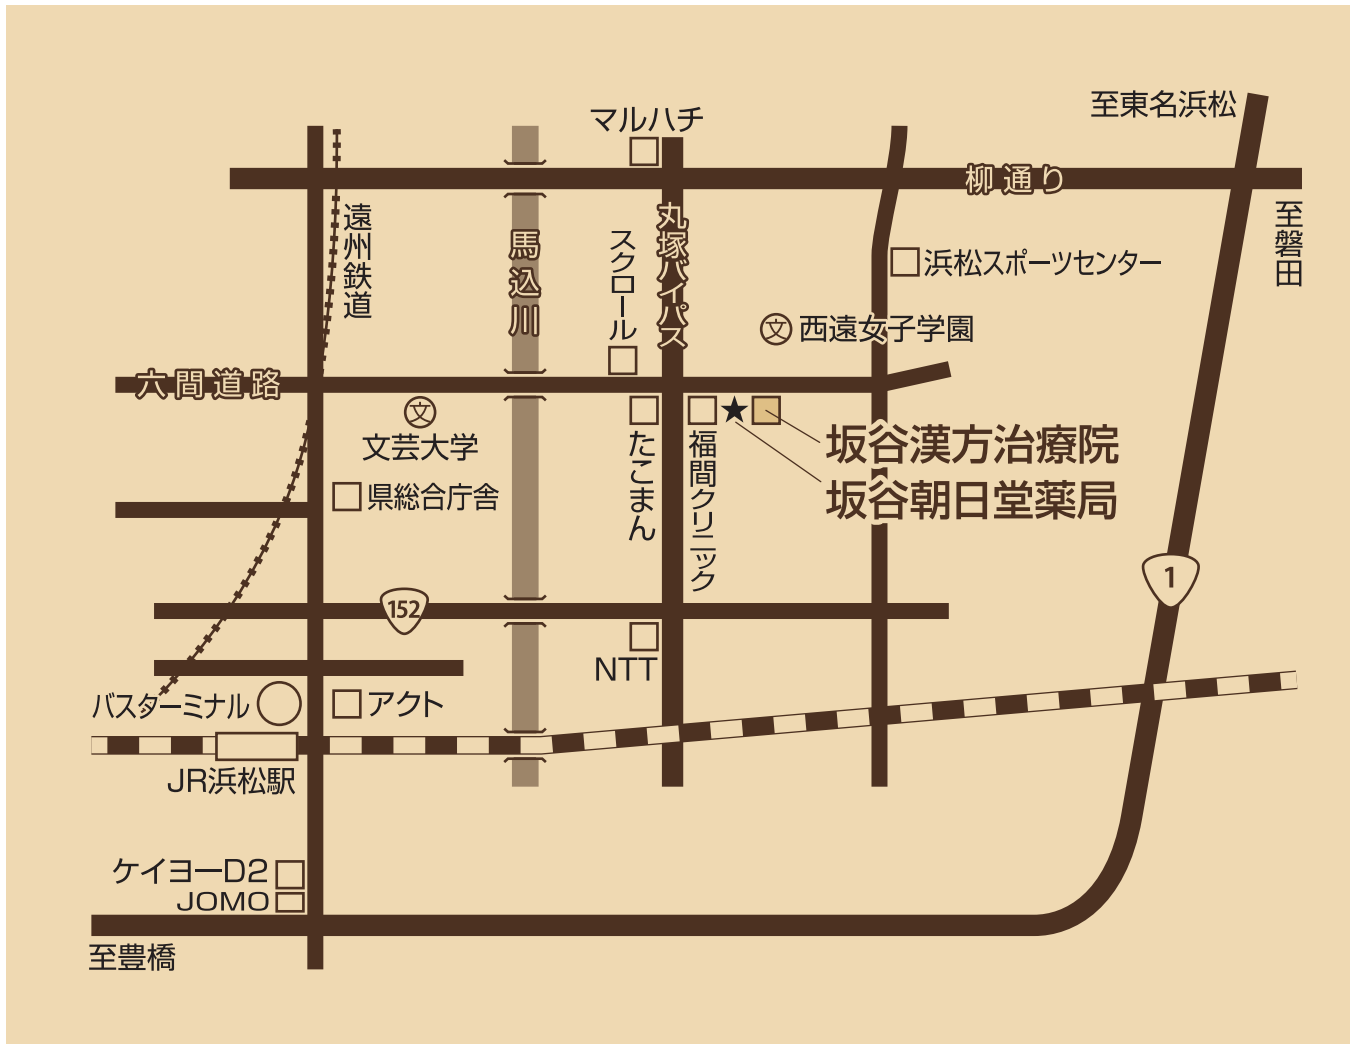 マルハチ
至東名浜松
柳通り
遠州鉄道
馬込川
スクロール
丸塚バイパス
至磐田
浜松スポーツセンター
文
西遠女子学園
六間道路
文
文芸大学
県総合庁舎
たこまん
福間クリニック
坂谷漢方治療院
坂谷朝日堂薬局
1
152
NTT
バスターミナル
アクト
JR浜松駅
ケイヨーD2
JOMO
至豊橋